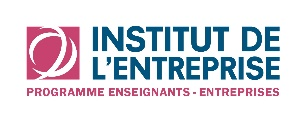 INSTITUT DE
L'ENTREPRISE
PROGRAMME ENSEIGNANTS - ENTREPRISES